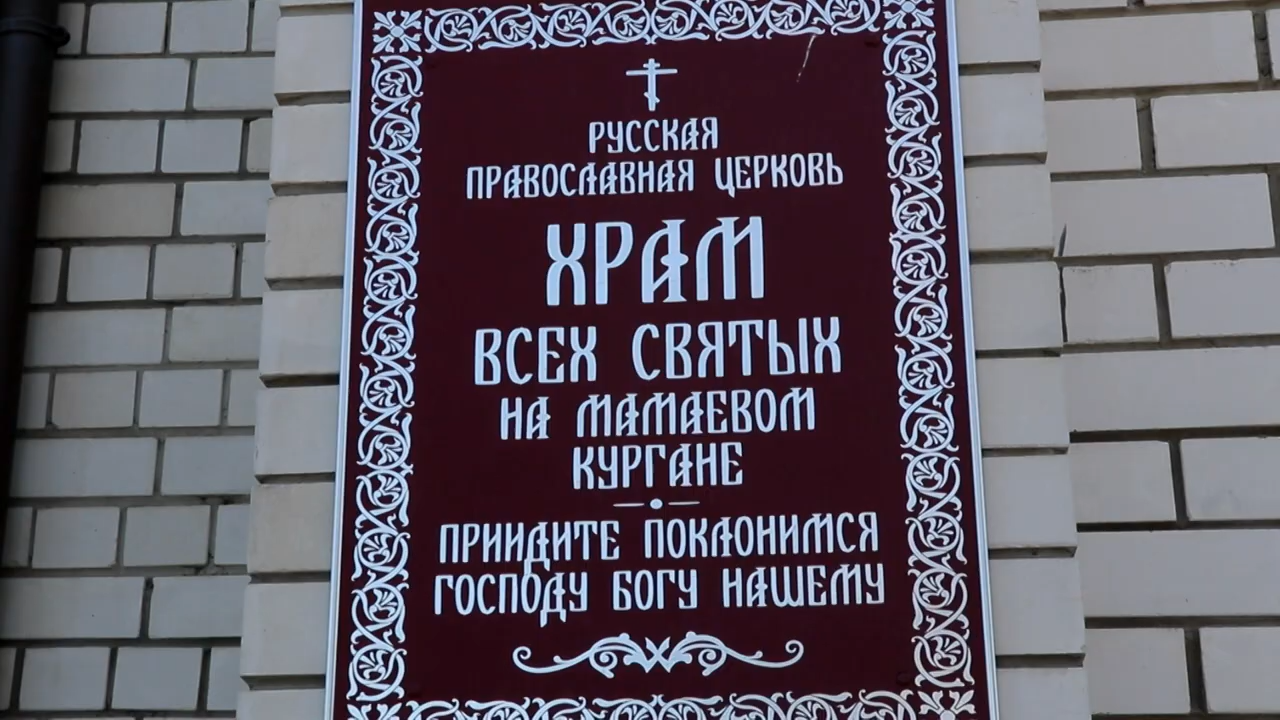 РУССКАЯ
ПРАВОСЛАВНАЯ ЦЕРКОВЬ
ХРАМ
ВСЕХ СВЯТЫХ
НА МАМАЕВОМ
КУРГАНЕ
ПРИИДИТЕ ПОКЛОНИМСЯ
ГОСПОДУ БОГУ НАШЕМУ